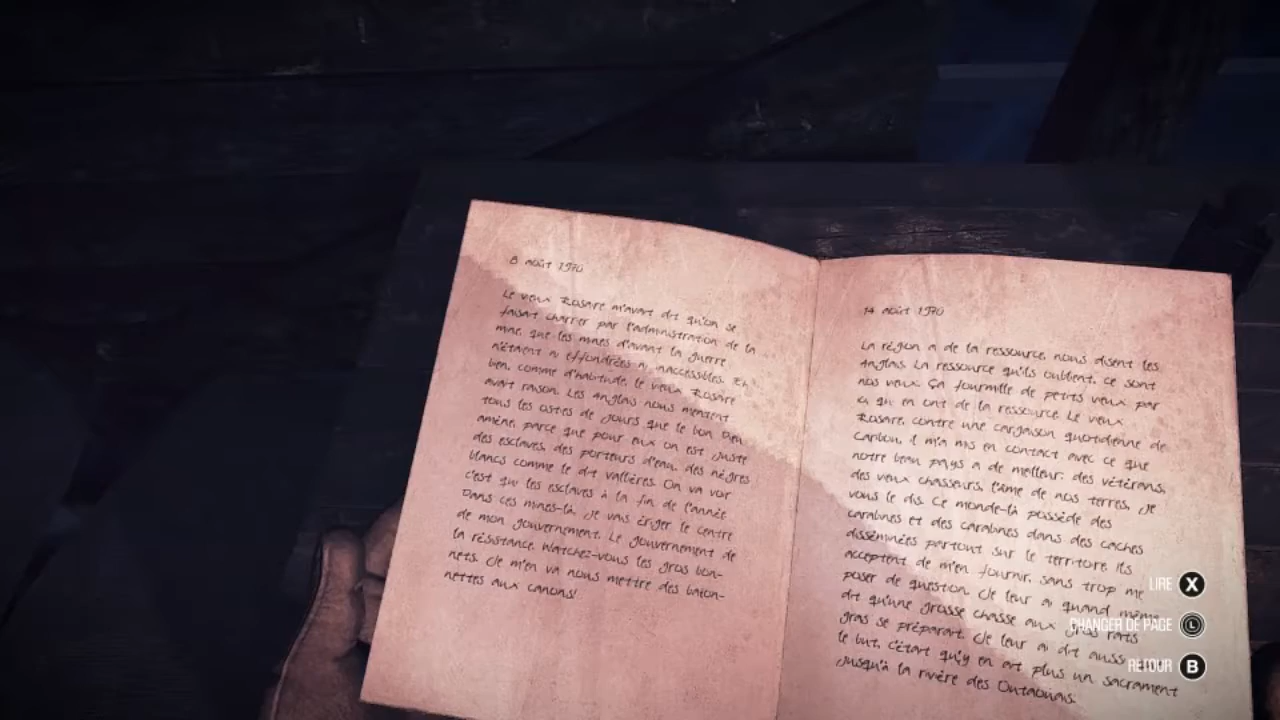 8 août 1970
Le vieux Rosaire m'avait dit qu'on se
faisait charrier par l'administration de la
mine, que les mines d'avant la guerre
n'étaient ni effondrées ni inaccessibles. Eh
ben, comme d'habitude, le vieux Rosaire
avait raison. Les Anglais nous mentent
tous les osties de jours que le bon Dieu
amène, parce que pour eux on est juste
des esclaves, des porteurs d'eau, des nègres
blancs comme le dit Vallières. On va voir
c'est qui les esclaves à la fin de l'année.
Dans ces mines-là, je vais ériger le centre
de mon gouvernement. Le gouvernement de
la résistance. Watchez-vous les gros bon-
nets. Je m'en va nous mettre des baïon-
nettes aux canons!
14 août 1970
La région a de la ressource, nous disent les
Anglais. La ressource qu'ils oublient, ce sont
nos vieux. Ça fourmille de petits vieux par
ici qui en ont de la ressource. Le vieux
Rosaire, contre une cargaison quotidienne de
Caribou, il m'a mis en contact avec ce que
notre beau pays a de meilleur: des vétérans,
des vieux chasseurs, l'âme de nos terres, je
vous le dis. Ce monde-là possède des
carabines et des carabines dans des caches
disséminées partout sur le territoire. Ils
acceptent de m'en fournir, sans trop me
poser de question. Je leur ai quand même
dit qu'une grosse chasse aux gros rats
gras se préparait. Je leur ai dit aussi
le but, c'était qu'y en ait plus un sacrament
jusqu'à la rivière des Outaouais.
LIRE X
CHANGER DE PAGE L
RETOUR B